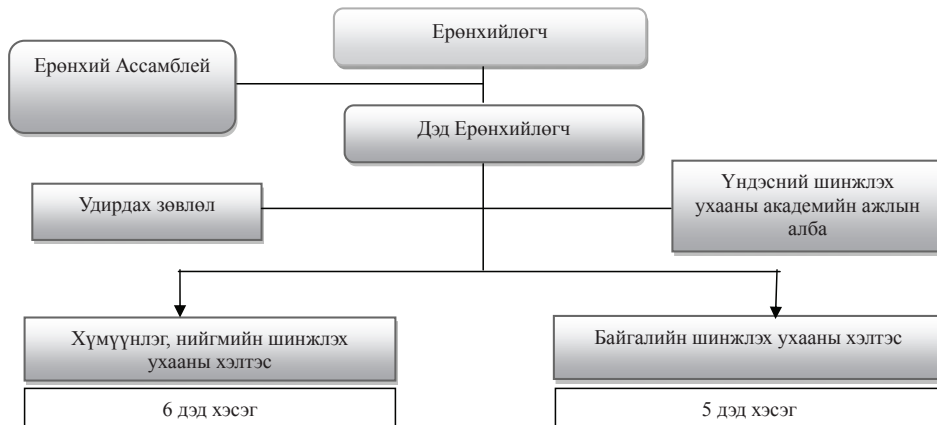 Ерөнхийлөгч
Ерөнхий Ассамблей
Дэд Ерөнхийлөгч
Удирдах зөвлөл
Үндэсний шинжлэх
ухааны академийн ажлын
алба
Хүмүүнлэг, нийгмийн шинжлэх
ухааны хэлтэс
6 дэд хэсэг
Байгалийн шинжлэх ухааны хэлтэс
5 дэд хэсэг